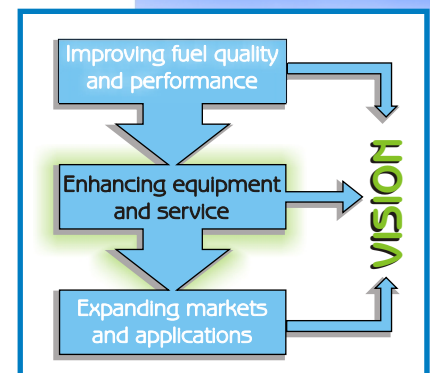 Improving fuel quality
and performance
Enhancing equipment
and service
Expanding markets
and applications
VISION